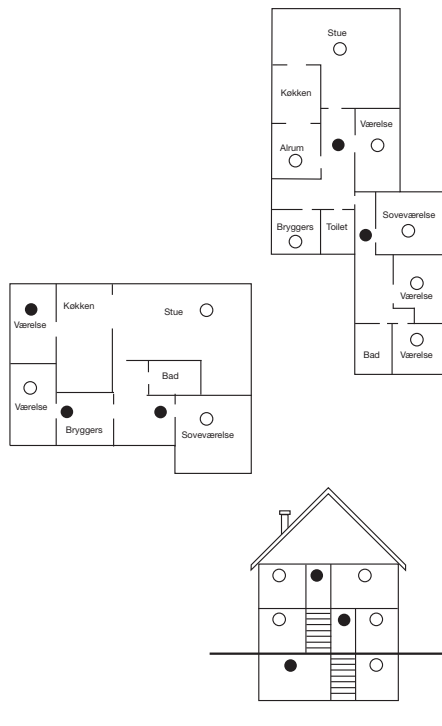 Stue
Køkken
Værelse
Alrum
Soveværelse
Bryggers
Toilet
Værelse
Bad
Værelse
Køkken
Stue
Værelse
Bad
Værelse
Bryggers
Soveværelse